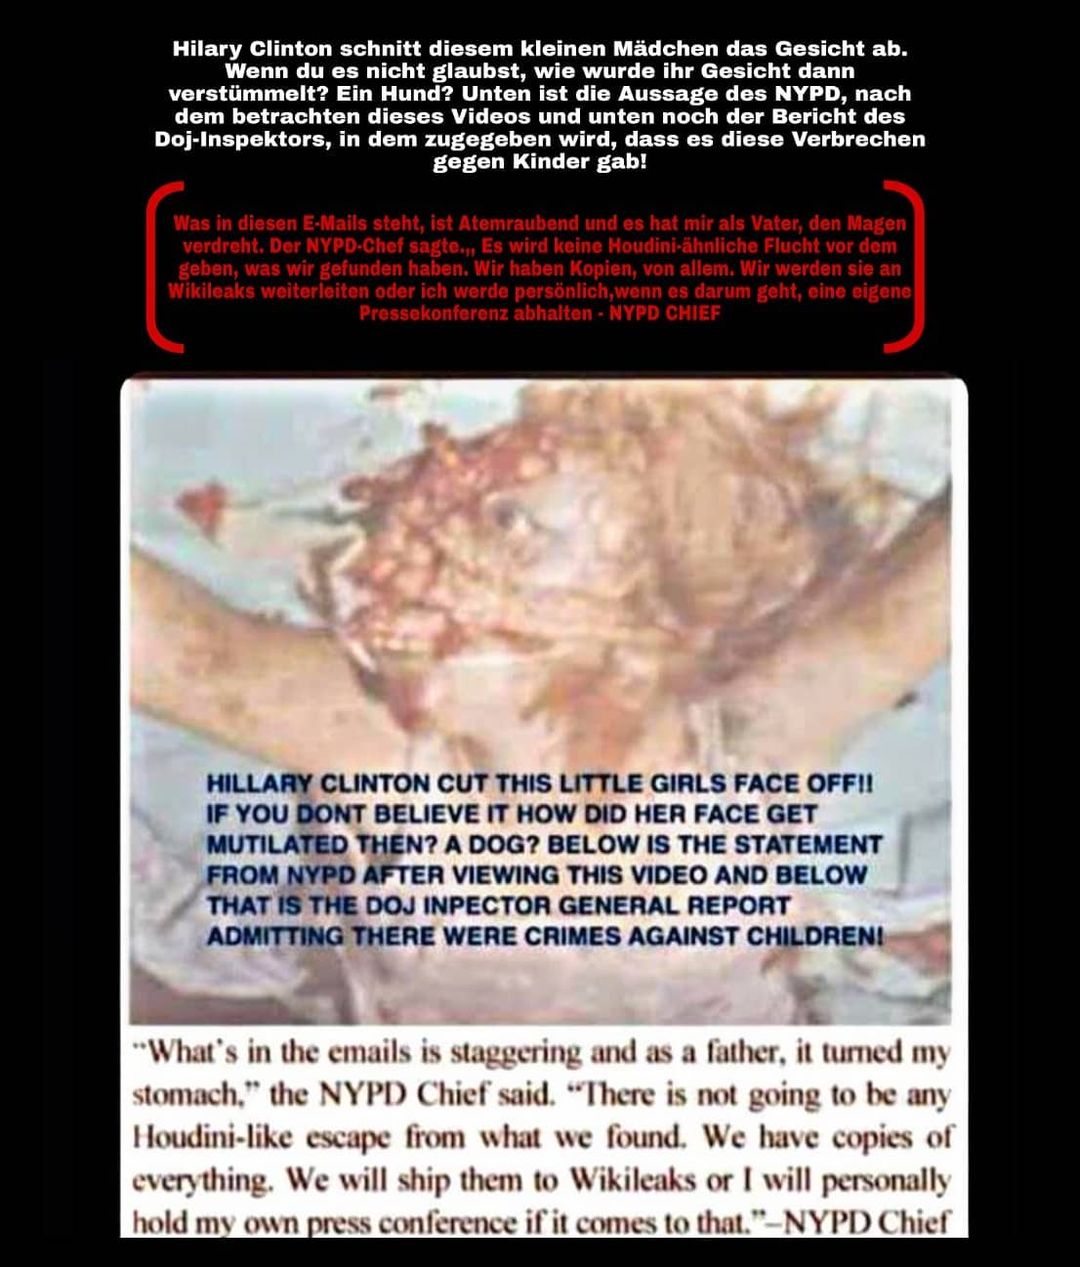 Hilary Clinton schnitt diesem kleinen Mädchen das Gesicht ab.
Wenn du es nicht glaubst, wie wurde ihr Gesicht dann
verstümmelt? Ein Hund? Unten ist die Aussage des NYPD, nach
dem betrachten dieses Videos und unten noch der Bericht des
Doj-Inspektors, in dem zugegeben wird, dass es diese Verbrechen
gegen Kinder gab!
Was in diesen E-Mails steht, ist Atemraubend und es hat mir als Vater, den Magen
verdreht. Der NYPD-Chef sagte.,, Es wird keine Houdini-ähnliche Flucht vor dem
geben, was wir gefunden haben. Wir haben Kopien, von allem. Wir werden sie an
Wikileaks weiterleiten oder ich werde persönlich,wenn es darum geht, eine eigene
Pressekonferenz abhalten - NYPD CHIEF
HILLARY CLINTON CUT THIS LITTLE GIRLS FACE OFF!!
IF YOU DONT BELIEVE IT HOW DID HER FACE GET
MUTILATED THEN? A DOG? BELOW IS THE STATEMENT
FROM NYPD AFTER VIEWING THIS VIDEO AND BELOW
THAT IS THE DOJ INPECTOR GENERAL REPORT
ADMITTING THERE WERE CRIMES AGAINST CHILDREN!
“What's in the emails is staggering and as a father, it turned my
stomach,” the NYPD Chief said. “There is not going to be any
Houdini-like escape from what we found. We have copies of
everything. We will ship them to Wikileaks or I will personally
hold my own press conference if it comes to that.”–NYPD Chief